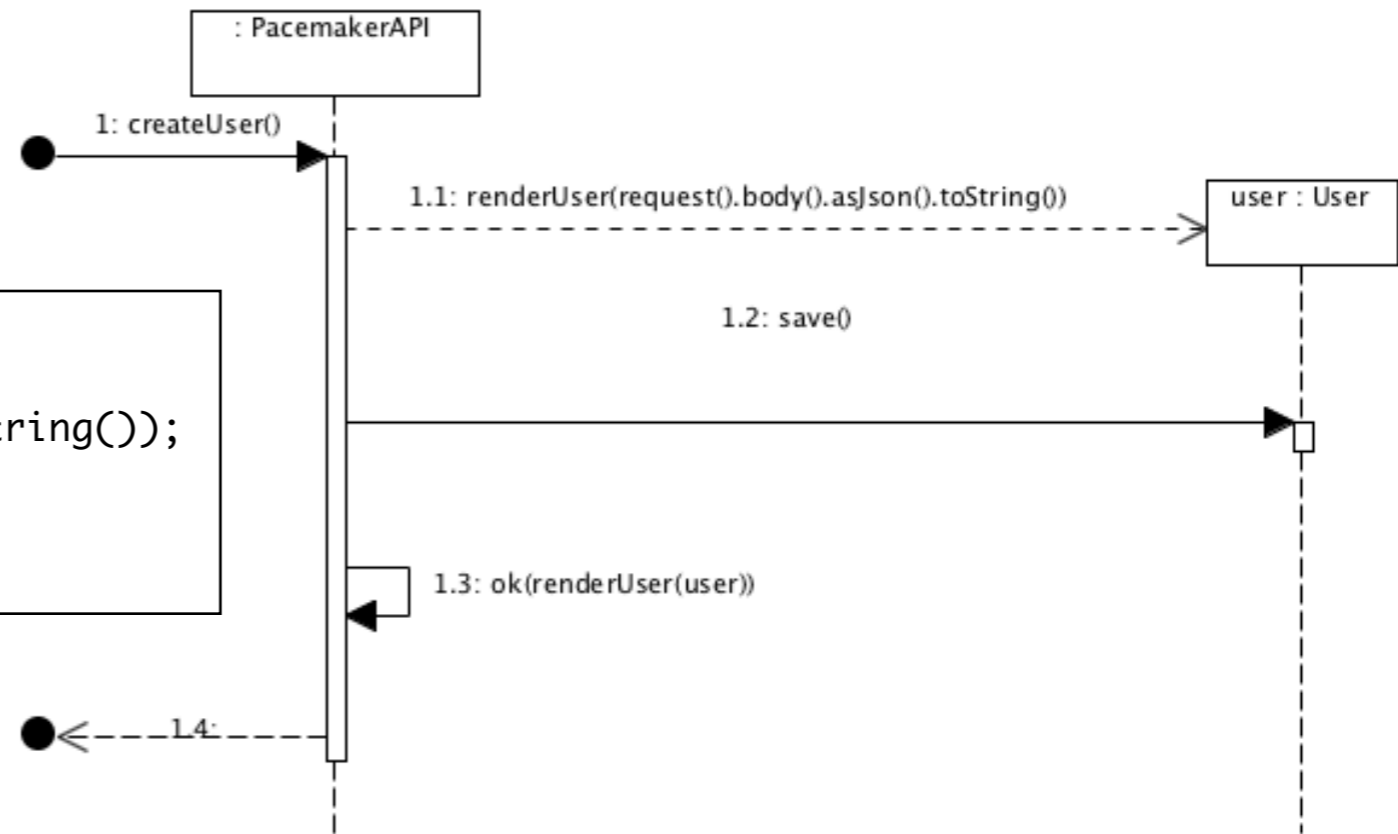 : PacemakerAPI
1: createUser()
1.1: renderUser(request().body().asJson().toString())
user : User
1.2: save()
tring());
1.3: ok(renderUser(user))
1.4: